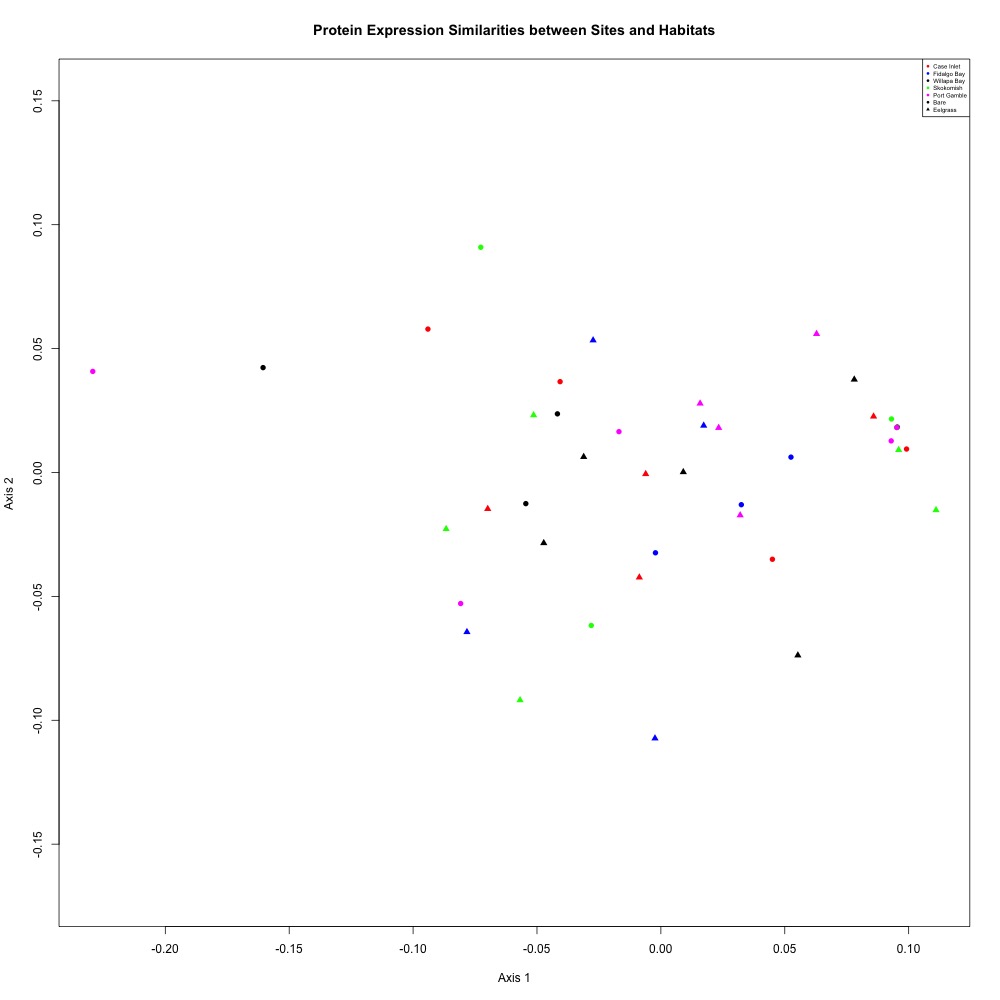 Protein Expression Similarities between Sites and Habitats
Case Inlet
Fidalgo Bay
Willapa Bay
Skokomish
Port Gamble
Bare
Eelgrass
0.15
0.10
0.05
0.00
-0.05
-0.10
-0.15
Axis 2
-0.20 -0.15 -0.10 -0.05 0.00 0.05 0.10
Axis 1